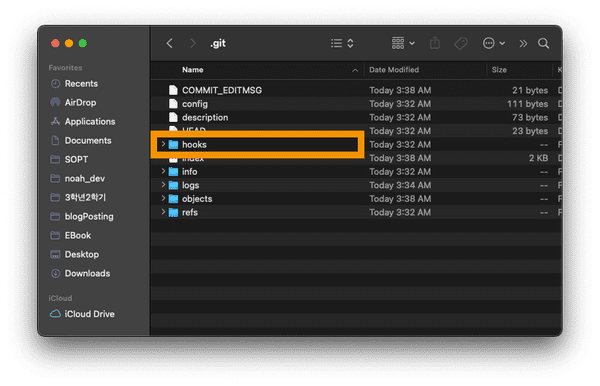 .git
Favorites
Recents
AirDrop
Applications
Documents
SOPT
noah_dev
3학년2학기
blogPosting
EBook
Desktop
Downloads
iCloud
iCloud Drive
Name Date Modified Size
COMMIT_EDITMSG Today 3:38 AM 21 bytes
config Today 3:32 AM 111 bytes
description Today 3:32 AM 73 bytes
HEAD Today 3:32 AM 23 bytes
hooks Today 3:32 AM --
index Today 3:38 AM 2 KB
info Today 3:32 AM --
logs Today 3:34 AM --
objects Today 3:38 AM --
refs Today 3:32 AM --